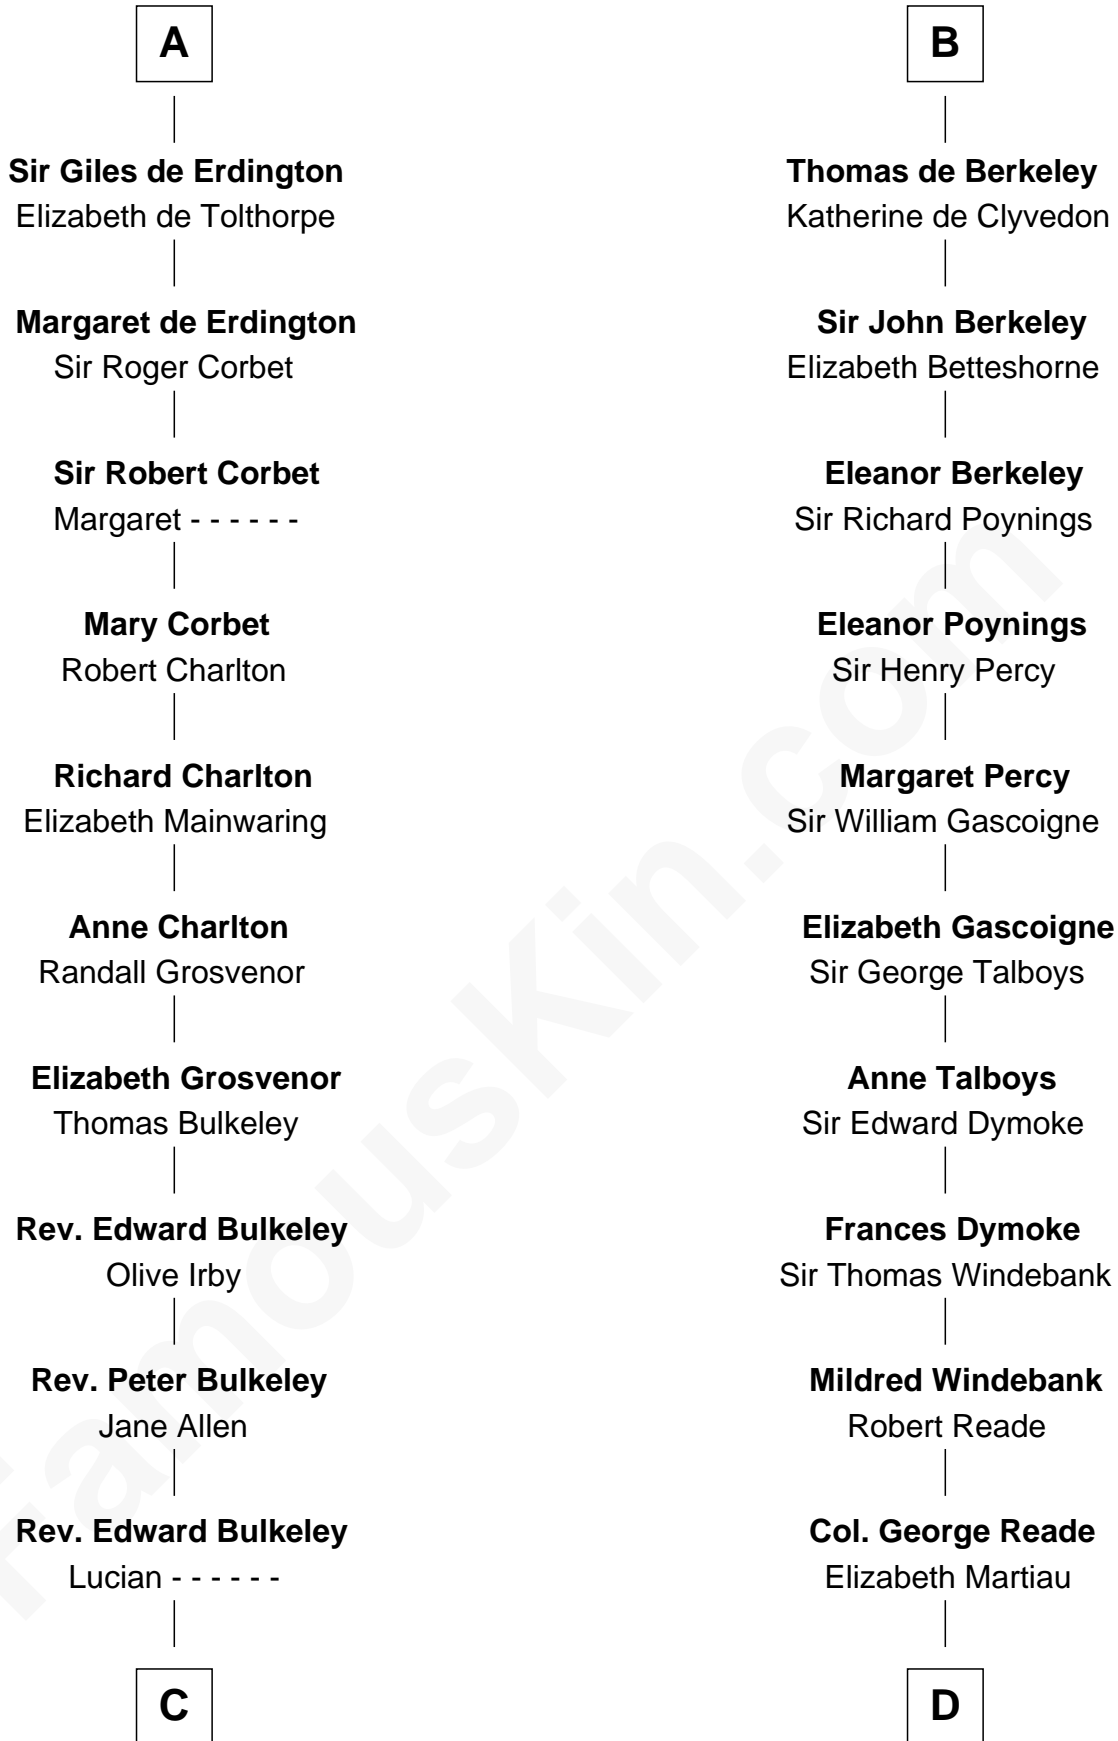 A
Sir Giles de Erdington
Elizabeth de Tolthorpe
Margaret de Erdington
Sir Roger Corbet
Sir Robert Corbet
Margaret - - - - - -
Mary Corbet
Robert Charlton
Richard Charlton
Elizabeth Mainwaring
Anne Charlton
Randall Grosvenor
Elizabeth Grosvenor
Thomas Bulkeley
Rev. Edward Bulkeley
Olive Irby
Rev. Peter Bulkeley
Jane Allen
Rev. Edward Bulkeley
Lucian - - - - - -
C
B
Thomas de Berkeley
Katherine de Clyvedon
Sir John Berkeley
Elizabeth Betteshorne
Eleanor Berkeley
Sir Richard Poynings
Eleanor Poynings
Sir Henry Percy
Margaret Percy
Sir William Gascoigne
Elizabeth Gascoigne
Sir George Talboys
Anne Talboys
Sir Edward Dymoke
Frances Dymoke
Sir Thomas Windebank
Mildred Windebank
Robert Reade
Col. George Reade
Elizabeth Martiau
D
FamousKin.com